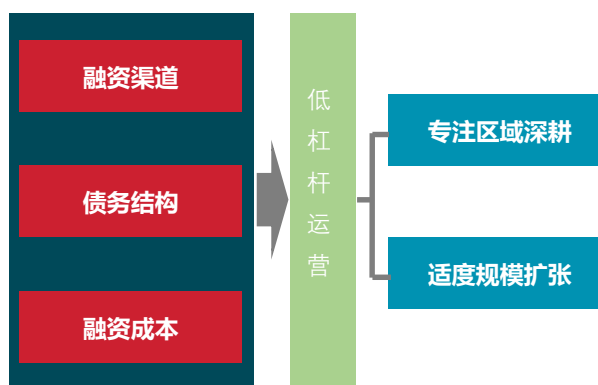 融资渠道
债务结构
融资成本
低杠杆运营
专注区域深耕
适度规模扩张